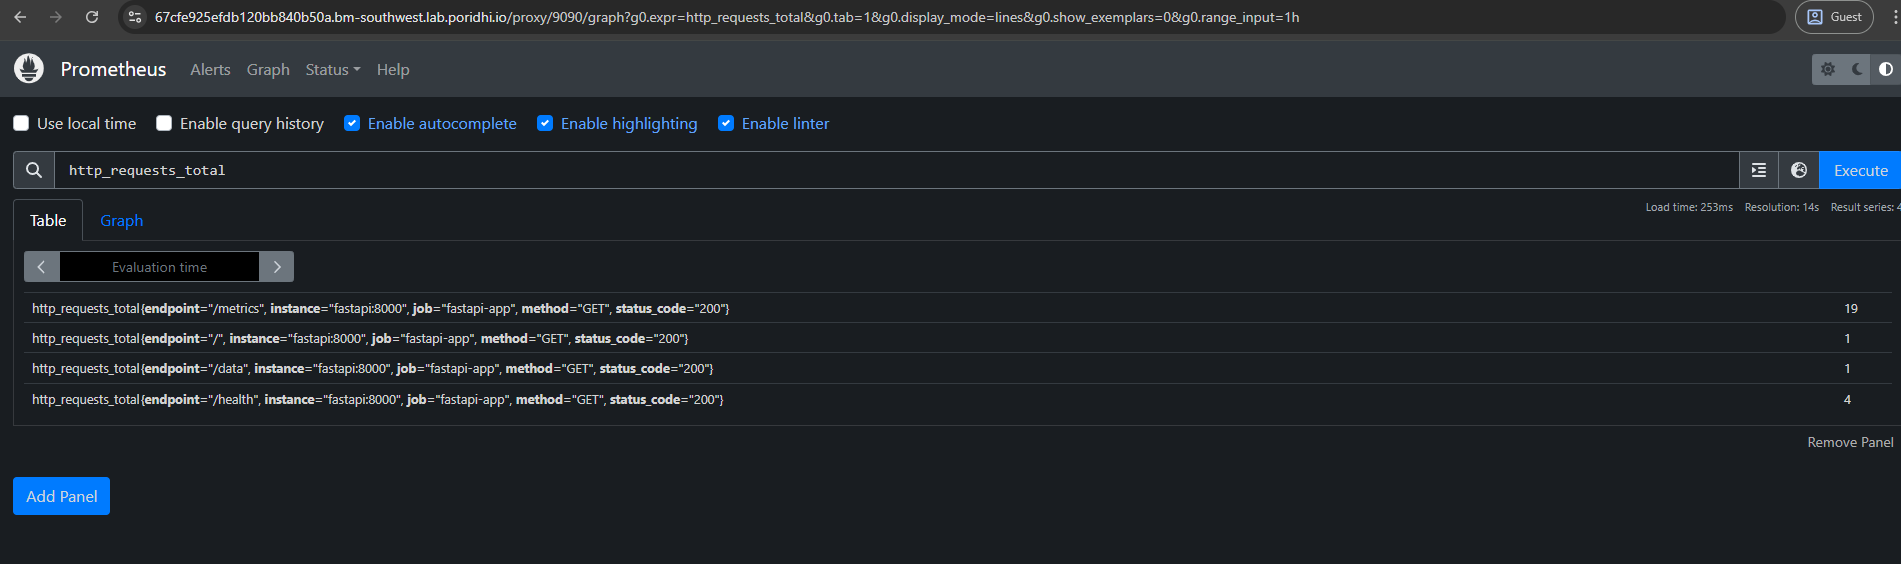 67cfe925efdb120bb840b50a.bm-southwest.lab.poridhi.io/proxy/9090/graph?g0.expr=http_requests_total&g0.tab=1&g0.display_mode=lines&g0.show_exemplars=0&g0.range_input=1h
Guest
Prometheus Alerts Graph Status Help
Use local time Enable query history Enable autocomplete Enable highlighting Enable linter
http_requests_total
Execute
Table Graph
Load time: 253ms Resolution: 14s Result series: 4
Evaluation time
http_requests_total{endpoint="/metrics", instance="fastapi:8000", job="fastapi-app", method="GET", status_code="200"} 19
http_requests_total{endpoint="/", instance="fastapi:8000", job="fastapi-app", method="GET", status_code="200"} 1
http_requests_total{endpoint="/data", instance="fastapi:8000", job="fastapi-app", method="GET", status_code="200"} 1
http_requests_total{endpoint="/health", instance="fastapi:8000", job="fastapi-app", method="GET", status_code="200"} 4
Remove Panel
Add Panel